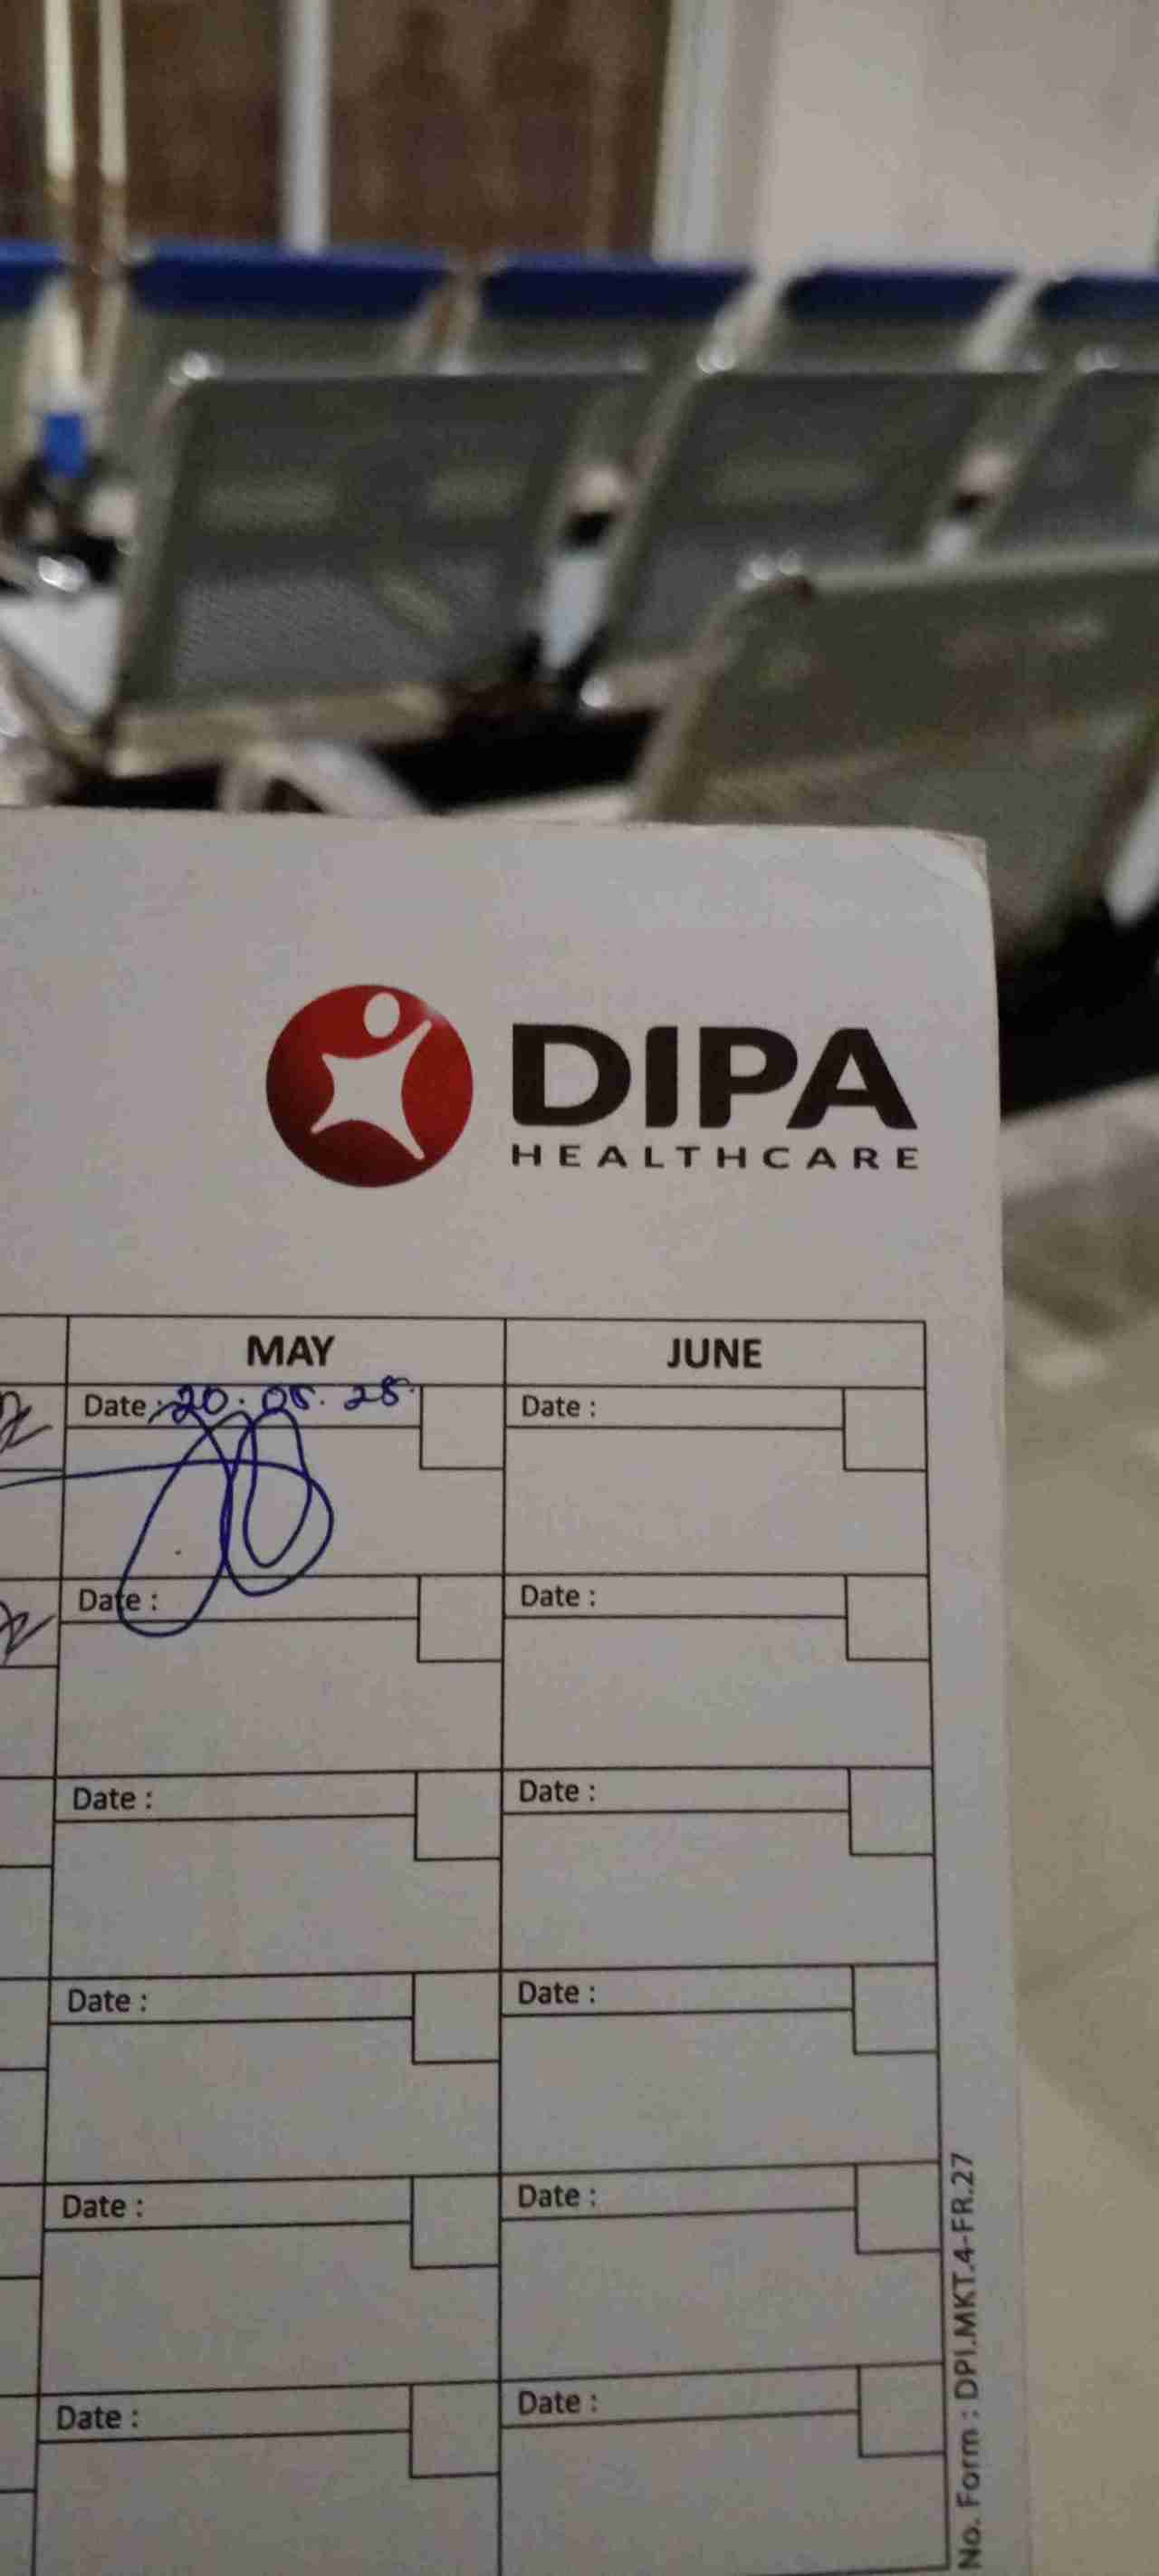 DIPA
HEALTHCARE
MAY JUNE
Date : 20. 05. 25 Date :
Date : Date :
Date : Date :
Date : Date :
Date : Date :
Date : Date :
No. Form : DPI.MKT.4-FR.27